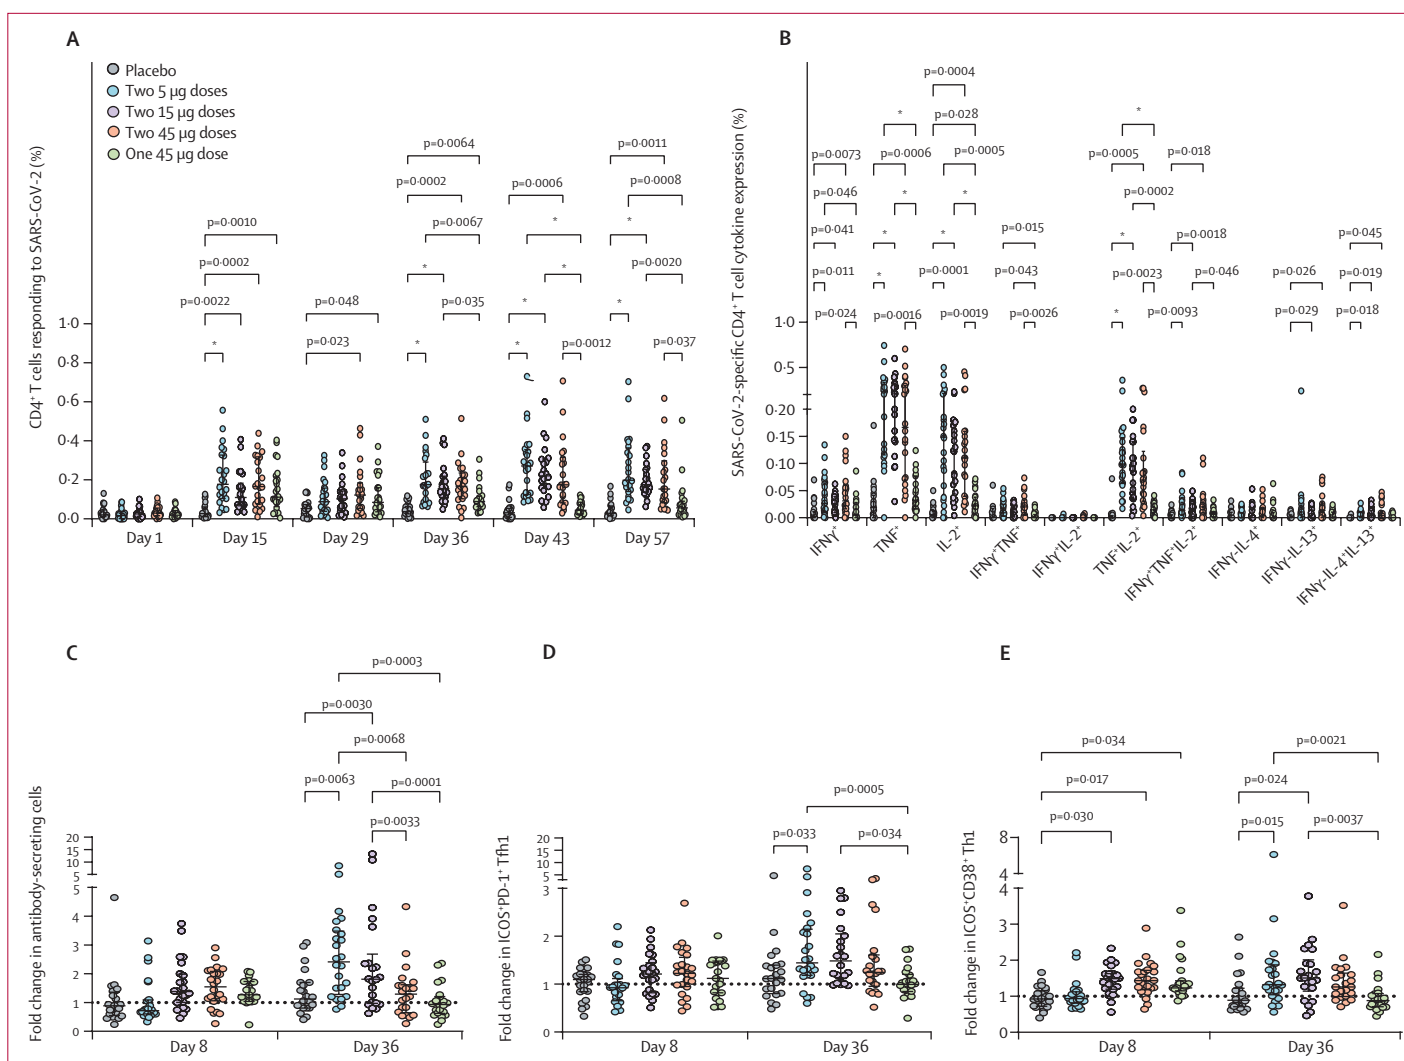 A
Placebo
Two 5 µg doses
Two 15 µg doses
Two 45 µg doses
One 45 µg dose
CD4⁺ T cells responding to SARS-CoV-2 (%)
p=0·0064
p=0·0011
p=0·0002
p=0·0006
p=0·0008
p=0·0010
p=0·0067
*
*
p=0·0002
*
*
p=0·0020
p=0·0022
p=0·048
p=0·035
*
*
*
p=0·023
*
*
p=0·0012
p=0·037
1·0
0·8
0·6
0·4
0·2
0·0
Day 1
Day 15
Day 29
Day 36
Day 43
Day 57
B
SARS-CoV-2-specific CD4⁺ T cell cytokine expression (%)
p=0·0004
*
p=0·028
*
p=0·0073
p=0·0006
p=0·0005
p=0·0005
p=0·018
p=0·046
*
*
p=0·0002
p=0·041
*
*
p=0·015
*
p=0·0018
p=0·045
p=0·011
*
p=0·0001
p=0·043
p=0·0023
p=0·046
p=0·026
p=0·019
p=0·024
p=0·0016
p=0·0019
p=0·0026
*
p=0·0093
p=0·029
p=0·018
1·0
0·5
0·20
0·15
0·10
0·05
0·00
IFNγ⁺
TNF⁺
IL-2⁺
IFNγ⁺TNF⁺
IFNγ⁺IL-2⁺
TNF⁺IL-2⁺
IFNγ⁺TNF⁺IL-2⁺
IFNγ-IL-4⁺
IFNγ-IL-13⁺
IFNγ-IL-4⁺IL-13⁺
C
Fold change in antibody-secreting cells
p=0·0003
p=0·0030
p=0·0068
p=0·0063
p=0·0001
p=0·0033
20
15
10
5
5
4
3
2
1
0
Day 8
Day 36
D
Fold change in ICOS⁺PD-1⁺ Tfh1
p=0·0005
p=0·033
p=0·034
20
15
10
5
3
2
1
0
Day 8
Day 36
E
Fold change in ICOS⁺CD38⁺ Th1
p=0·034
p=0·0021
p=0·017
p=0·024
p=0·030
p=0·015
p=0·0037
8
4
4
3
2
1
0
Day 8
Day 36